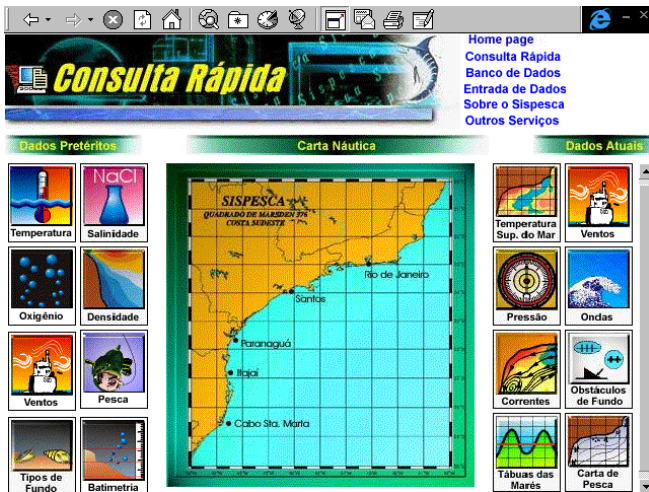 Consulta Rápida
Home page
Consulta Rápida
Banco de Dados
Entrada de Dados
Sobre o Sispesca
Outros Serviços
Dados Pretéritos
Carta Náutica
Dados Atuais
Temperatura
NaCl
Salinidade
Oxigênio
Densidade
Ventos
Pesca
Tipos de
Fundo
Batimetria
SISPESCA
QUADRADO DE MARSDEN 376
COSTA SUDESTE
Rio de Janeiro
Santos
Paranaguá
Itajaí
Cabo Sta. Marta
Temperatura
Sup. do Mar
Ventos
Pressão
Ondas
Correntes
Obstáculos
de Fundo
Tábuas das
Marés
Carta de
Pesca